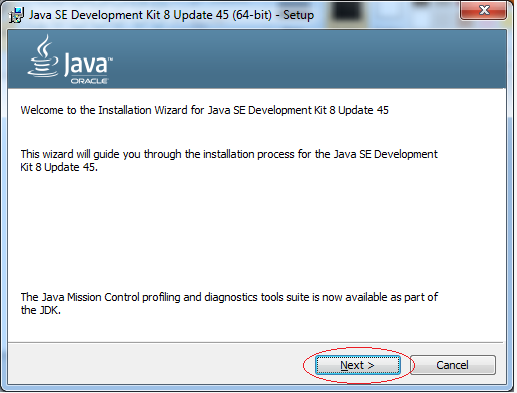 Java SE Development Kit 8 Update 45 (64-bit) - Setup
Java™
ORACLE
Welcome to the Installation Wizard for Java SE Development Kit 8 Update 45
This wizard will guide you through the installation process for the Java SE Development
Kit 8 Update 45.
The Java Mission Control profiling and diagnostics tools suite is now available as part of
the JDK.
Next > Cancel